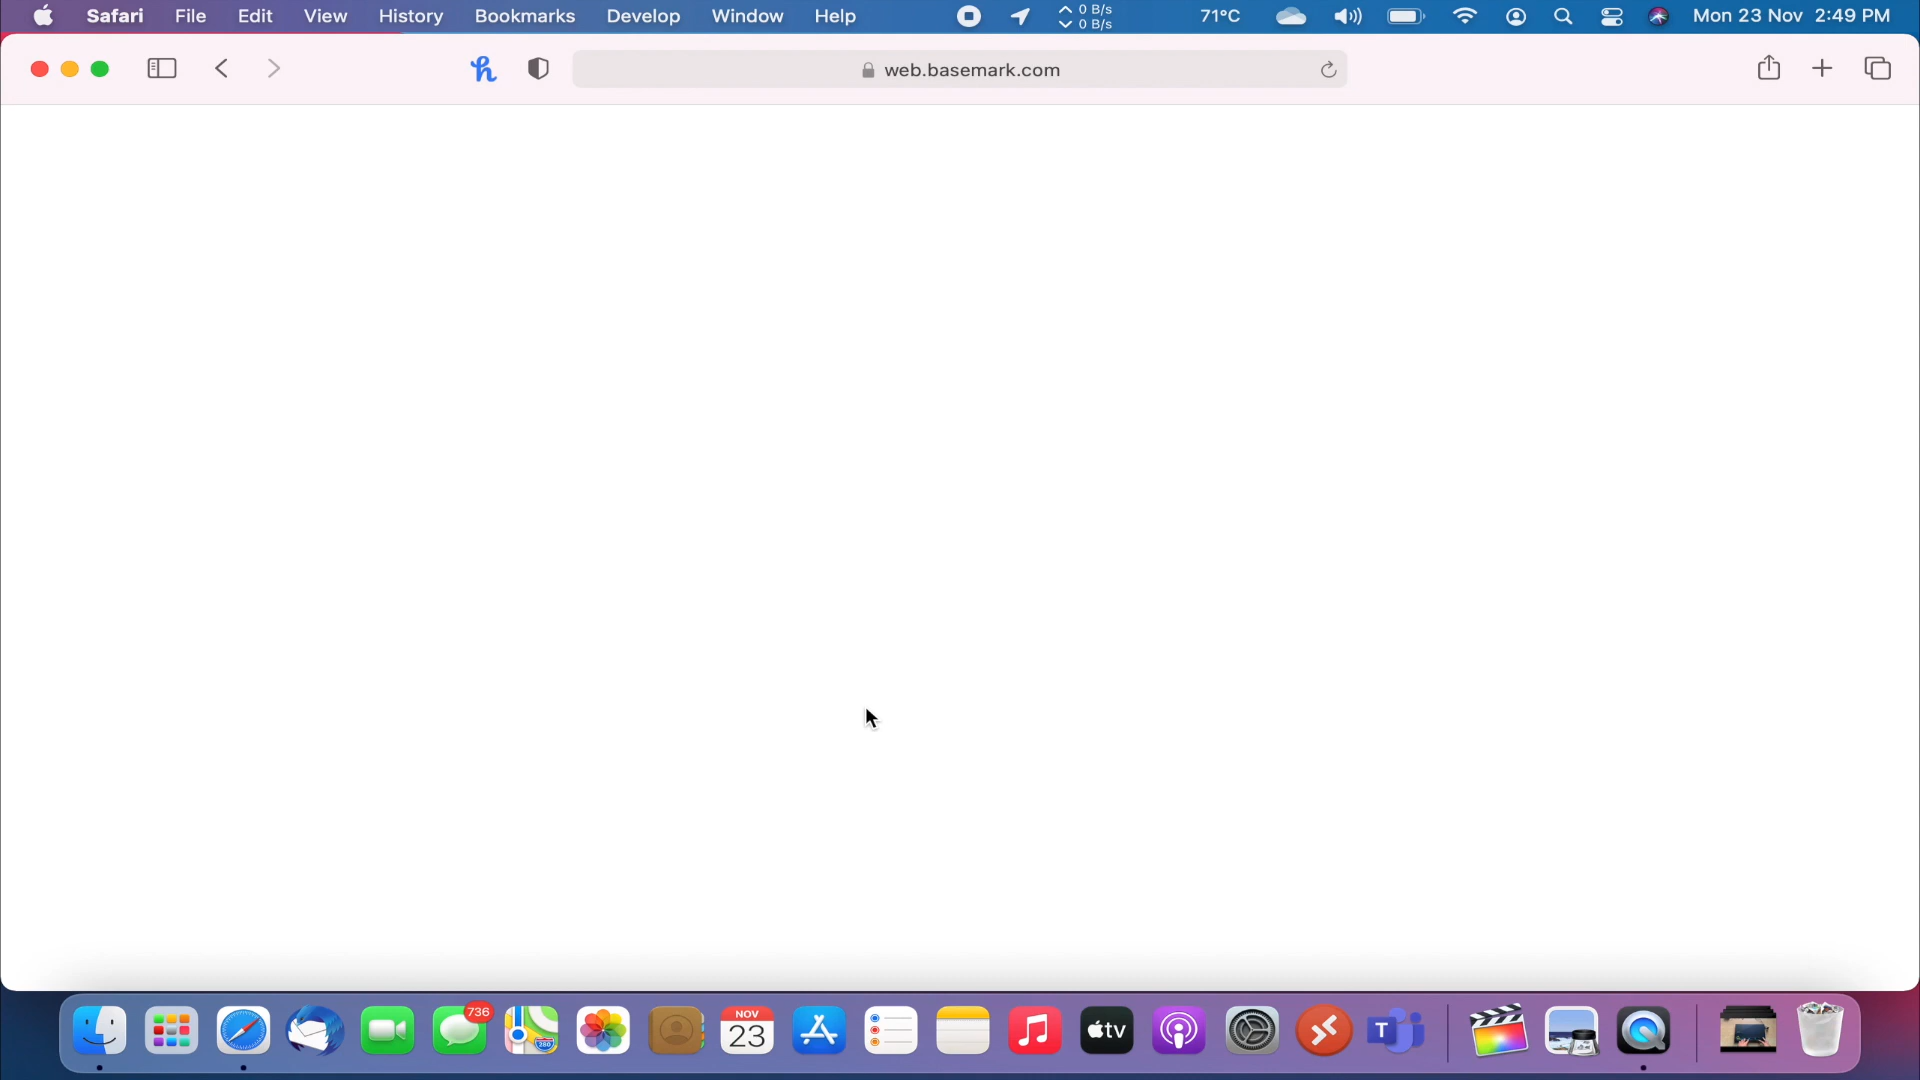 Safari File Edit View History Bookmarks Develop Window Help 0 B/s 71°C Mon 23 Nov 2:49 PM
0 B/s
h web.basemark.com
736
NOV
23
280
tv
T